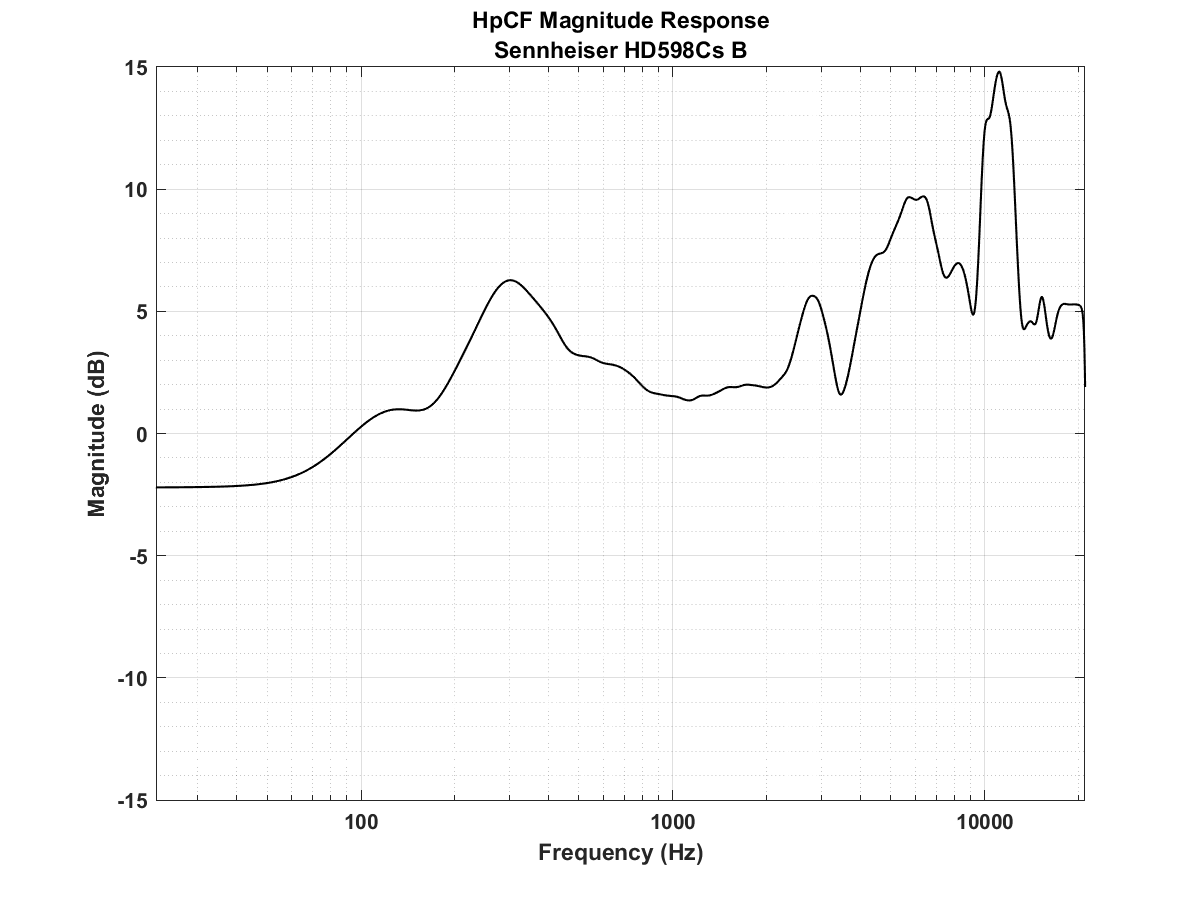 HpCF Magnitude Response
Sennheiser HD598Cs B
15
10
5
0
-5
-10
-15
Magnitude (dB)
100
1000
10000
Frequency (Hz)